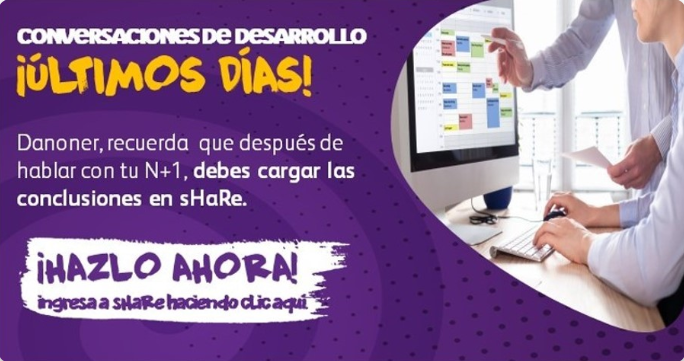 CONVERSACIONES DE DESARROLLO
¡ÚLTIMOS DÍAS!
Danoner, recuerda que después de
hablar con tu N+1, debes cargar las
conclusiones en sHaRe.
¡HAZLO AHORA!
ingresa a sHaRe haciendo clic aquí